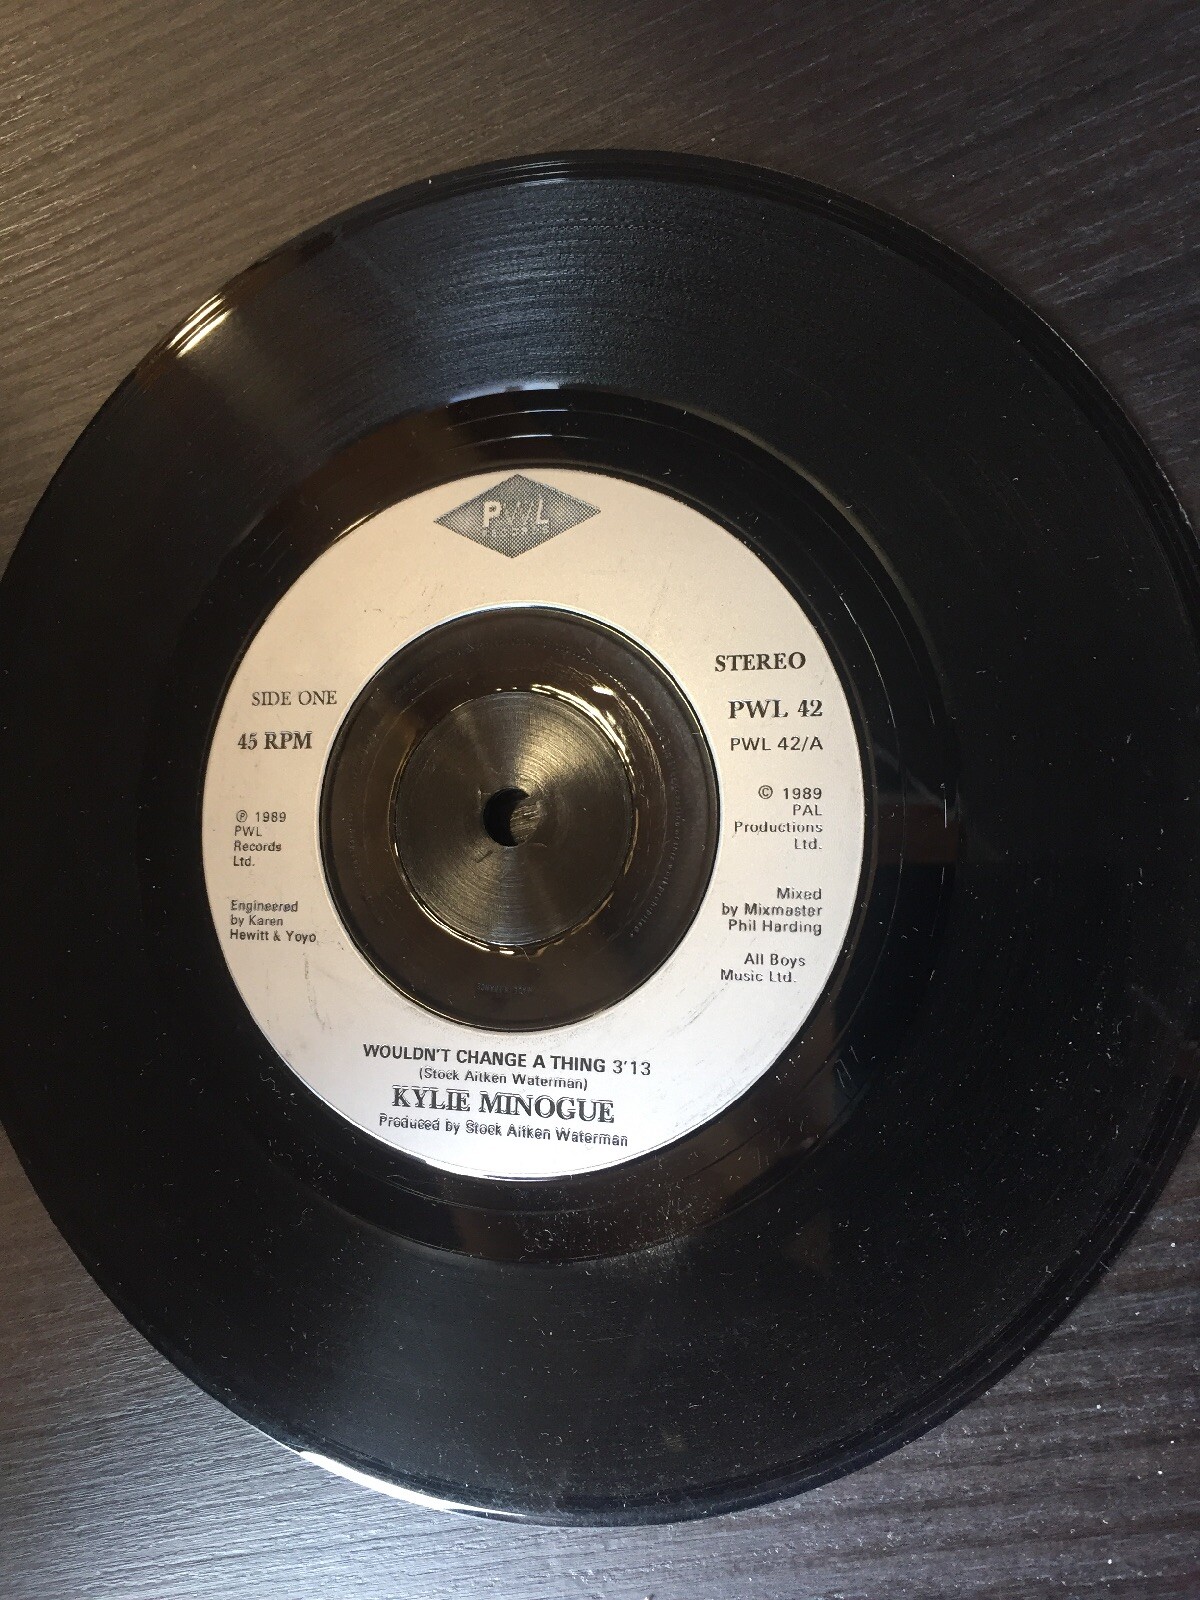 PWL
SIDE ONE
45 RPM
℗ 1989
PWL
Records
Ltd.
Engineered
by Karen
Hewitt & Yoyo
STEREO
PWL 42
PWL 42/A
© 1989
PAL
Productions
Ltd.
Mixed
by Mixmaster
Phil Harding
All Boys
Music Ltd.
WOULDN'T CHANGE A THING 3'13
(Stock Aitken Waterman)
KYLIE MINOGUE
Produced by Stock Aitken Waterman